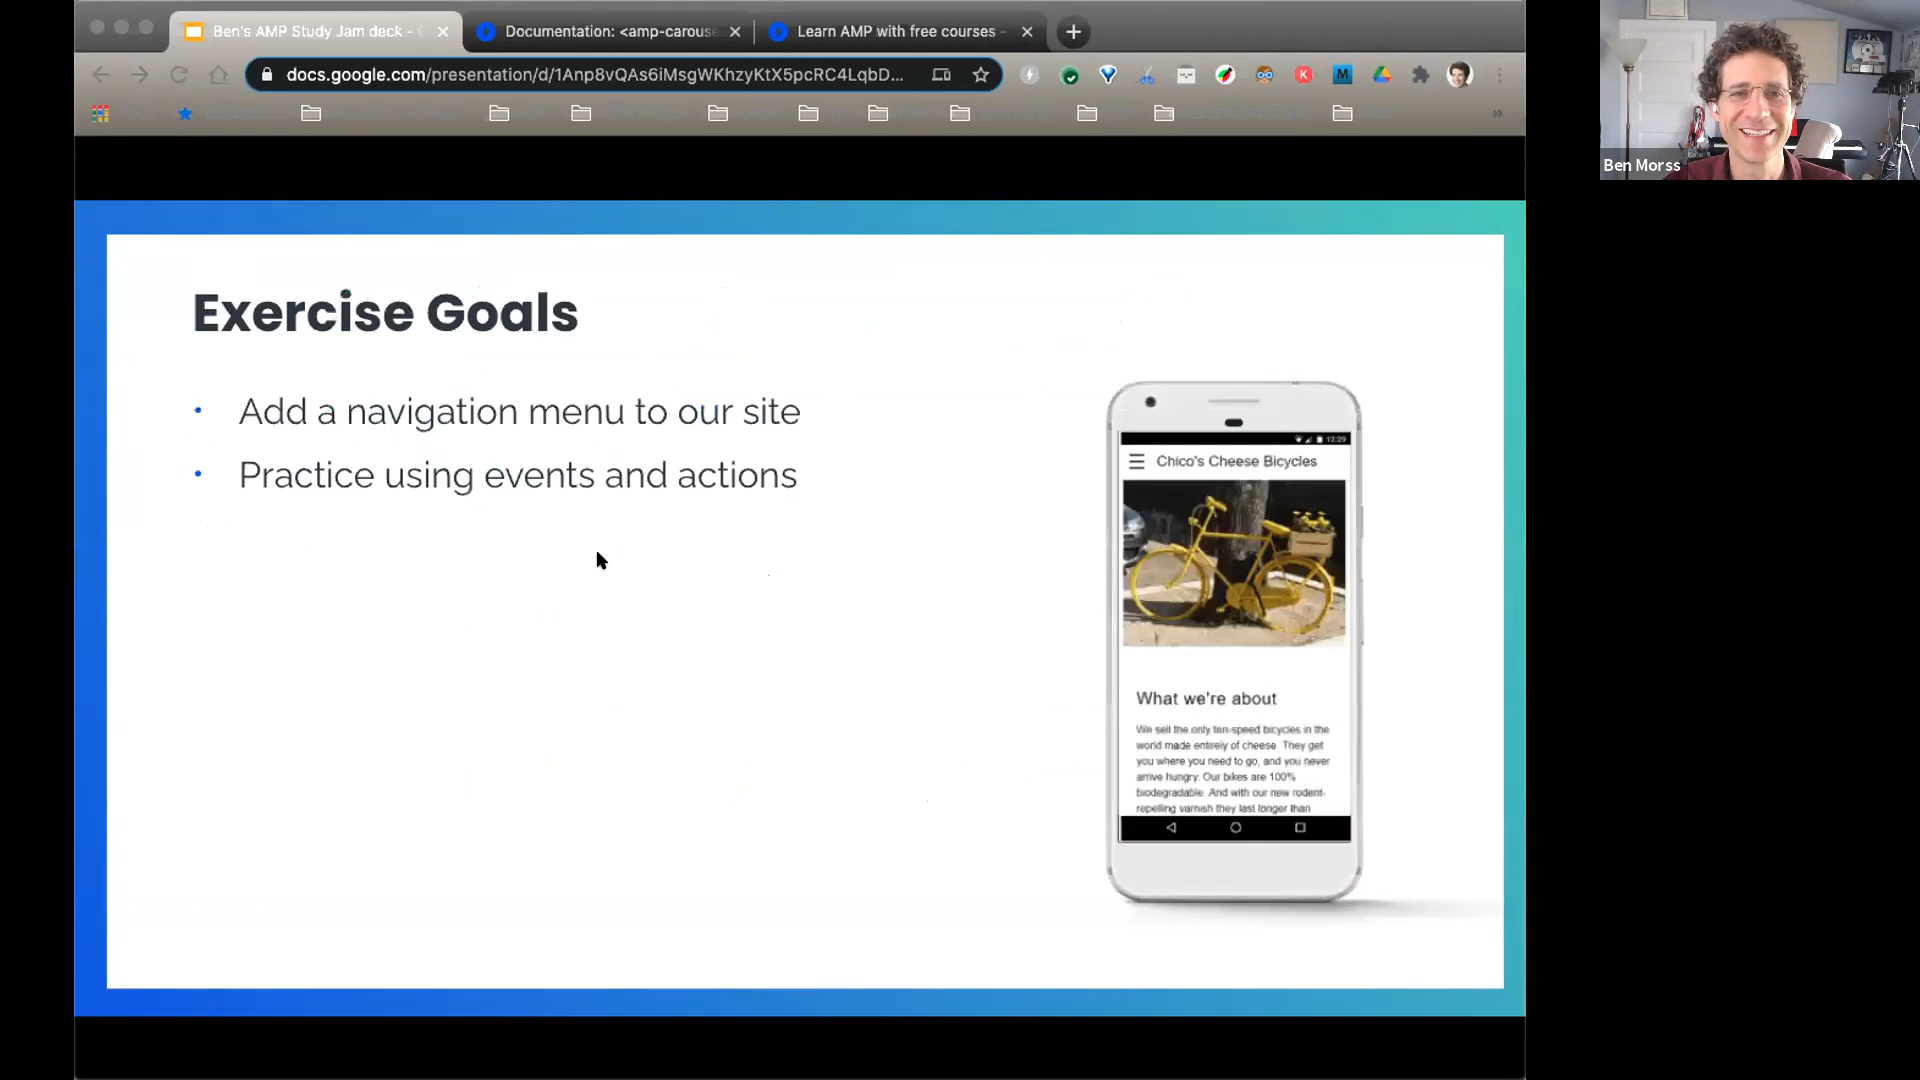 Ben's AMP Study Jam deck -
Documentation: <amp-carouse
Learn AMP with free courses -
docs.google.com/presentation/d/1Anp8vQAs6iMsgWKhzyKtX5pcRC4LqbD...
Ben Morss
Exercise Goals
• Add a navigation menu to our site
• Practice using events and actions
12:29
Chico's Cheese Bicycles
What we're about
We sell the only ten-speed bicycles in the
world made entirely of cheese. They get
you where you need to go, and you never
arrive hungry. Our bikes are 100%
biodegradable. And with our new rodent-
repelling varnish they last longer than